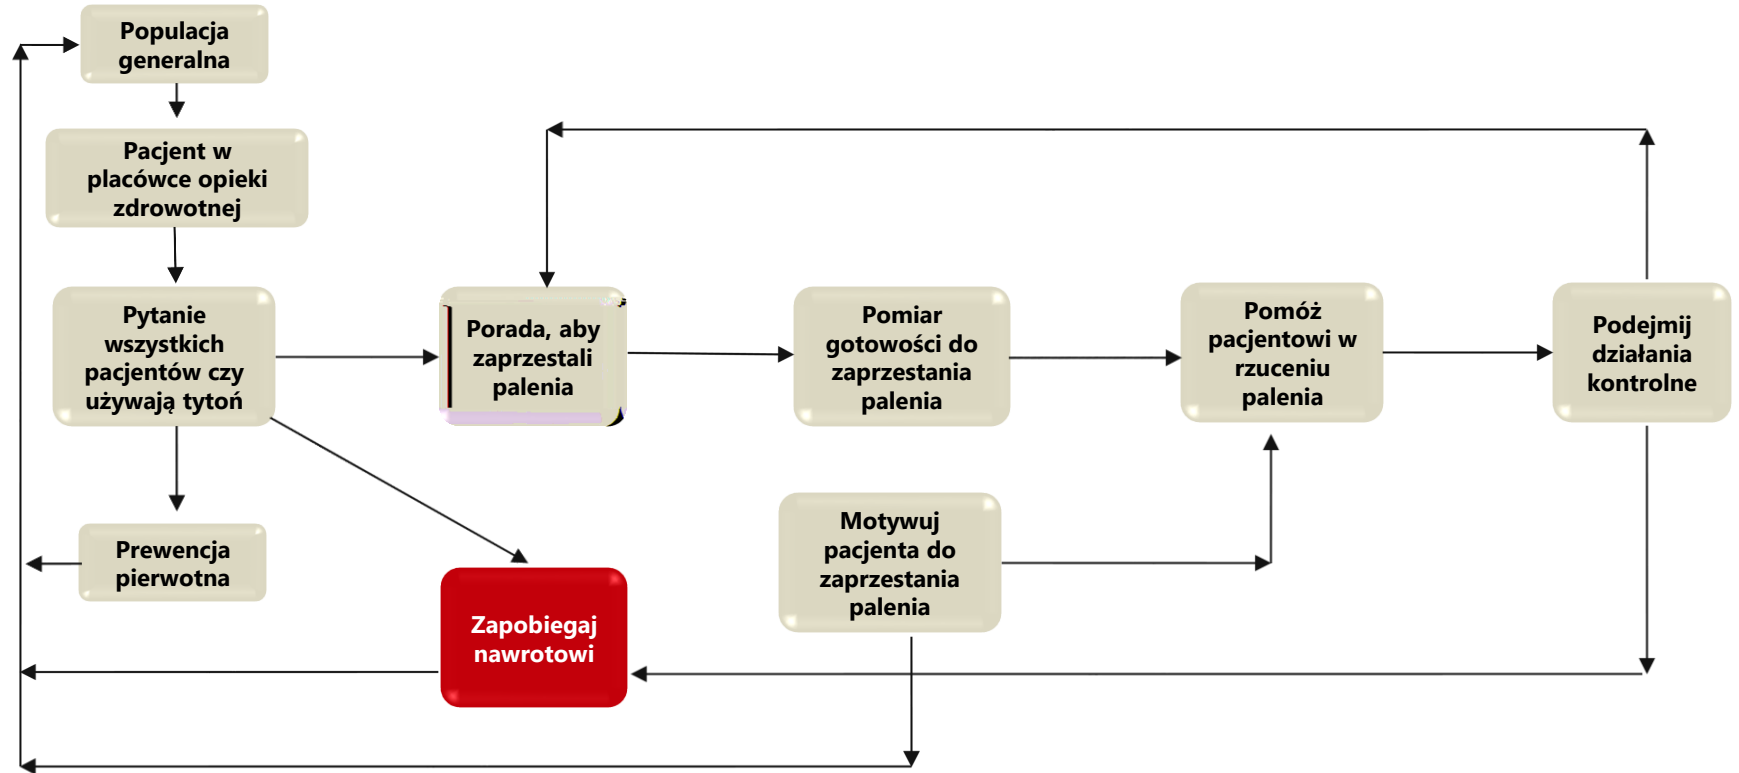 Populacja
generalna
Pacjent w
placówce opieki
zdrowotnej
Pytanie
wszystkich
pacjentów czy
używają tytoń
Porada, aby
zaprzestali
palenia
Pomiar
gotowości do
zaprzestania
palenia
Pomóż
pacjentowi w
rzuceniu
palenia
Podejmij
działania
kontrolne
Prewencja
pierwotna
Zapobiegaj
nawrotowi
Motywuj
pacjenta do
zaprzestania
palenia